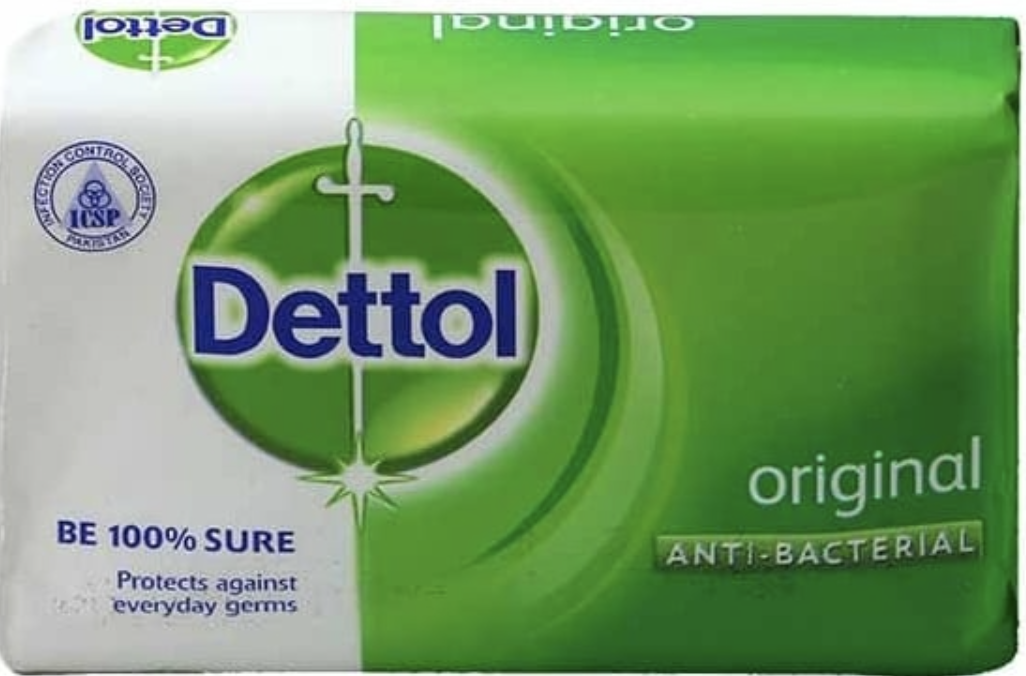 Dettol
original
INFECTION CONTROL SOCIETY
ICSP
PAKISTAN
Dettol
original
ANTI-BACTERIAL
BE 100% SURE
Protects against
everyday germs